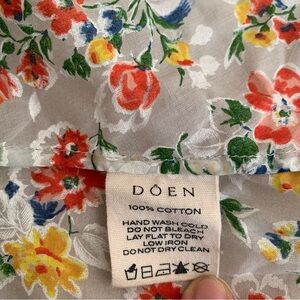 DÔEN
100% COTTON
HAND WASH COLD
DO NOT BLEACH
LAY FLAT TO DRY
LOW IRON
DO NOT DRY CLEAN